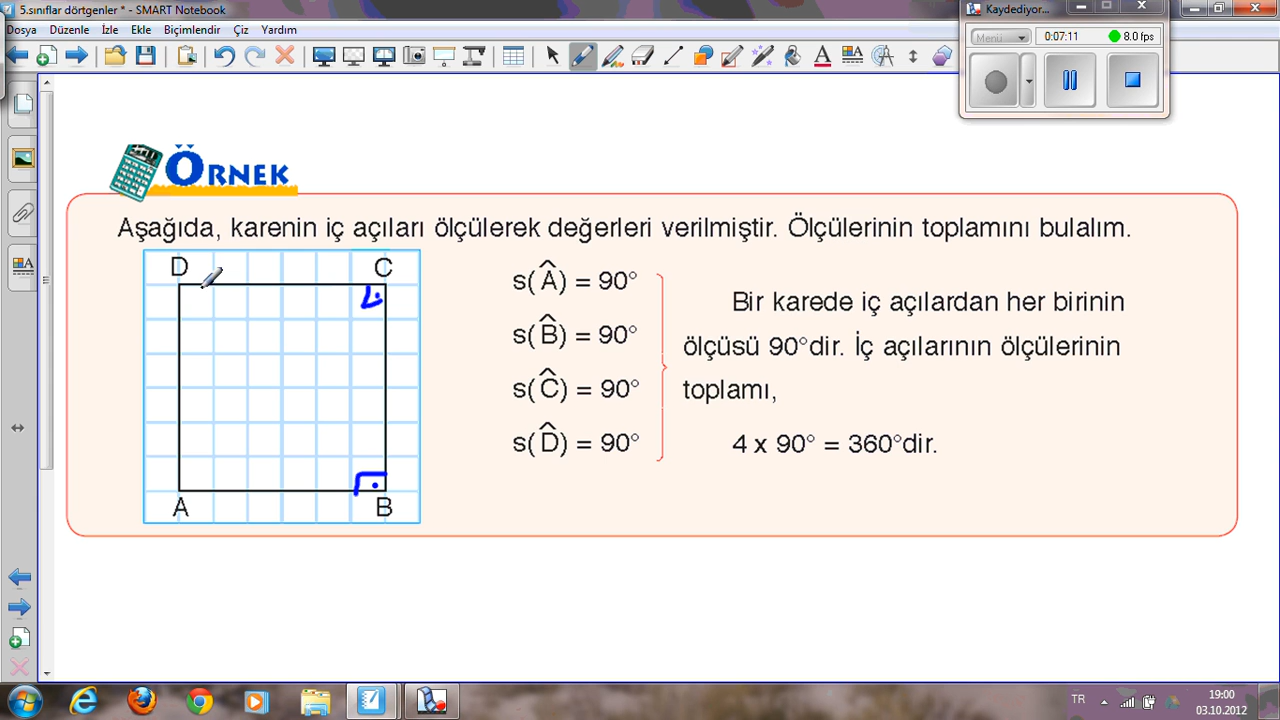 5.sınıflar dörtgenler * - SMART Notebook
Kaydediyor...
Dosya Düzenle İzle Ekle Biçimlendir Çiz Yardım
Menü
0:07:11
8.0 fps
ÖRNEK
Aşağıda, karenin iç açıları ölçülerek değerleri verilmiştir. Ölçülerinin toplamını bulalım.
D C
A B
s(Â) = 90°
s(B̂) = 90°
s(Ĉ) = 90°
s(D̂) = 90°
Bir karede iç açılardan her birinin
ölçüsü 90°dir. İç açılarının ölçülerinin
toplamı,
4 x 90° = 360°dir.
TR
19:00
03.10.2012